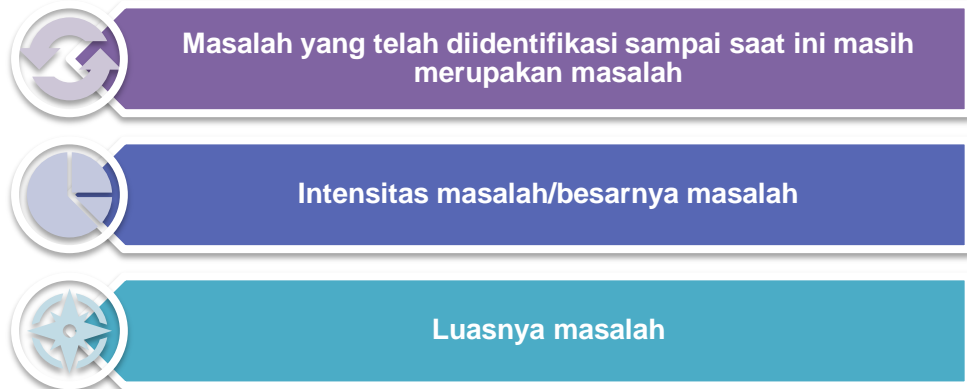 Masalah yang telah diidentifikasi sampai saat ini masih
merupakan masalah
Intensitas masalah/besarnya masalah
Luasnya masalah